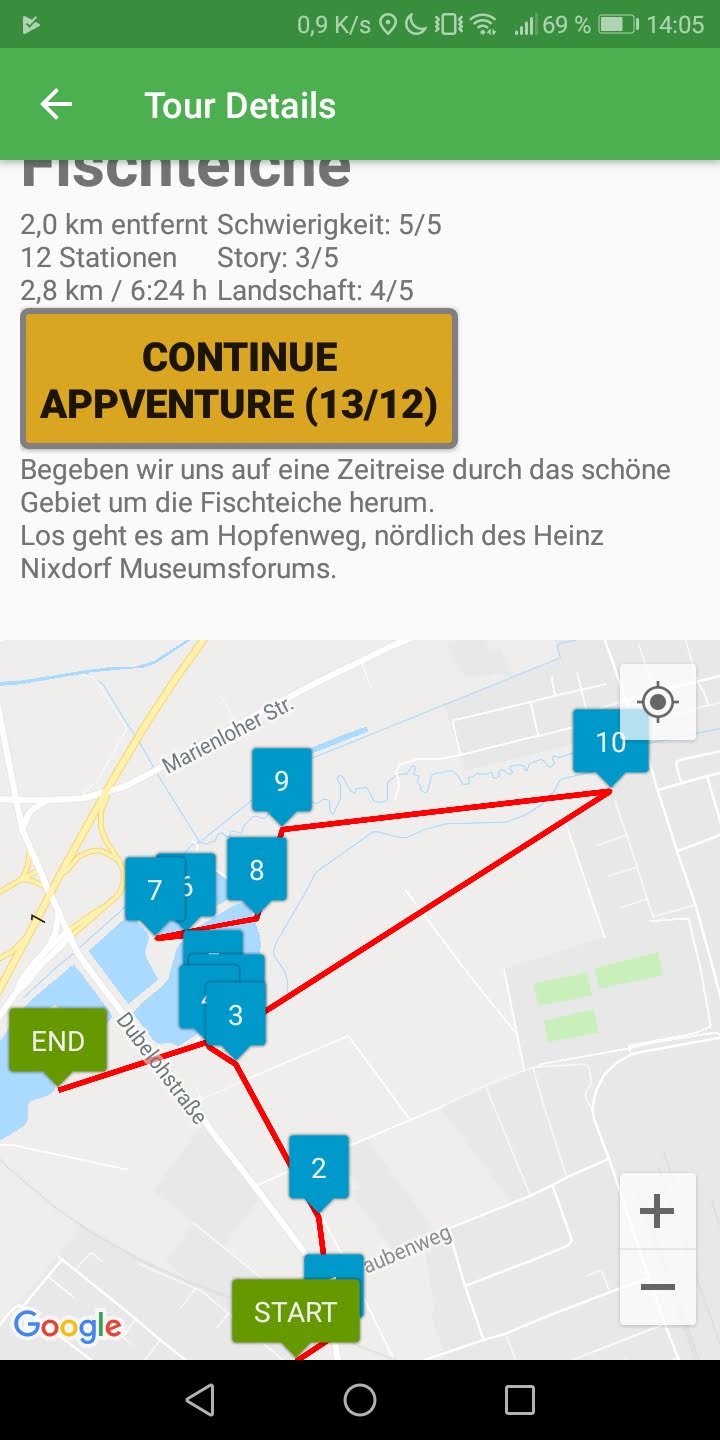 0,9 K/s 69 % 14:05
Tour Details
Fischteiche
2,0 km entfernt Schwierigkeit: 5/5
12 Stationen Story: 3/5
2,8 km / 6:24 h Landschaft: 4/5
CONTINUE
APPVENTURE (13/12)
Begeben wir uns auf eine Zeitreise durch das schöne
Gebiet um die Fischteiche herum.
Los geht es am Hopfenweg, nördlich des Heinz
Nixdorf Museumsforums.
Marienloher Str.
10
9
8
7
6
4
3
END
Dubelohstraße
2
aubenweg
START
Google